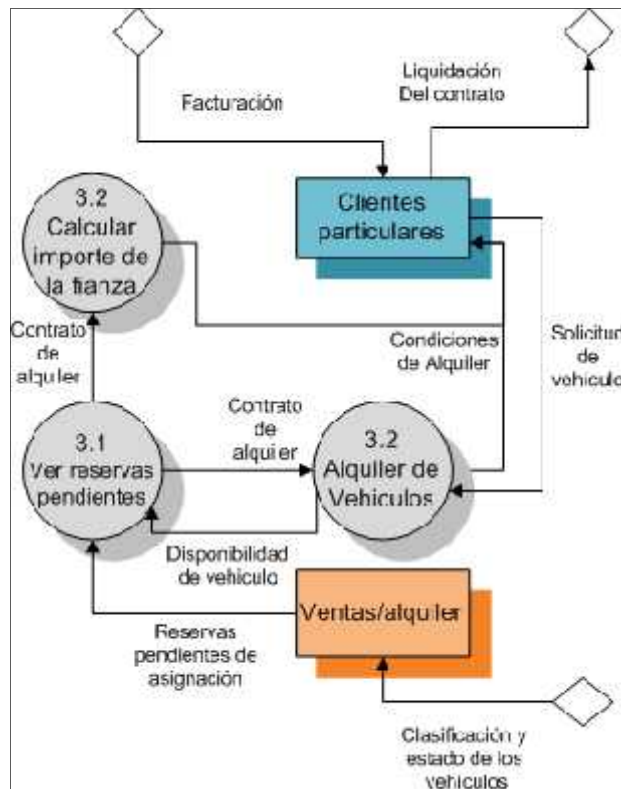 Liquidación
Del contrato
Facturación
3.2
Calcular
importe de
la fianza
Clientes
particulares
Contrato
de
alquiler
Condiciones
de Alquiler
Solicitud
de
vehículo
Contrato
de
alquiler
3.1
Ver reservas
pendientes
3.2
Alquiler de
Vehículos
Disponibilidad
de vehículo
Ventas/alquiler
Reservas
pendientes de
asignación
Clasificación y
estado de los
vehículos